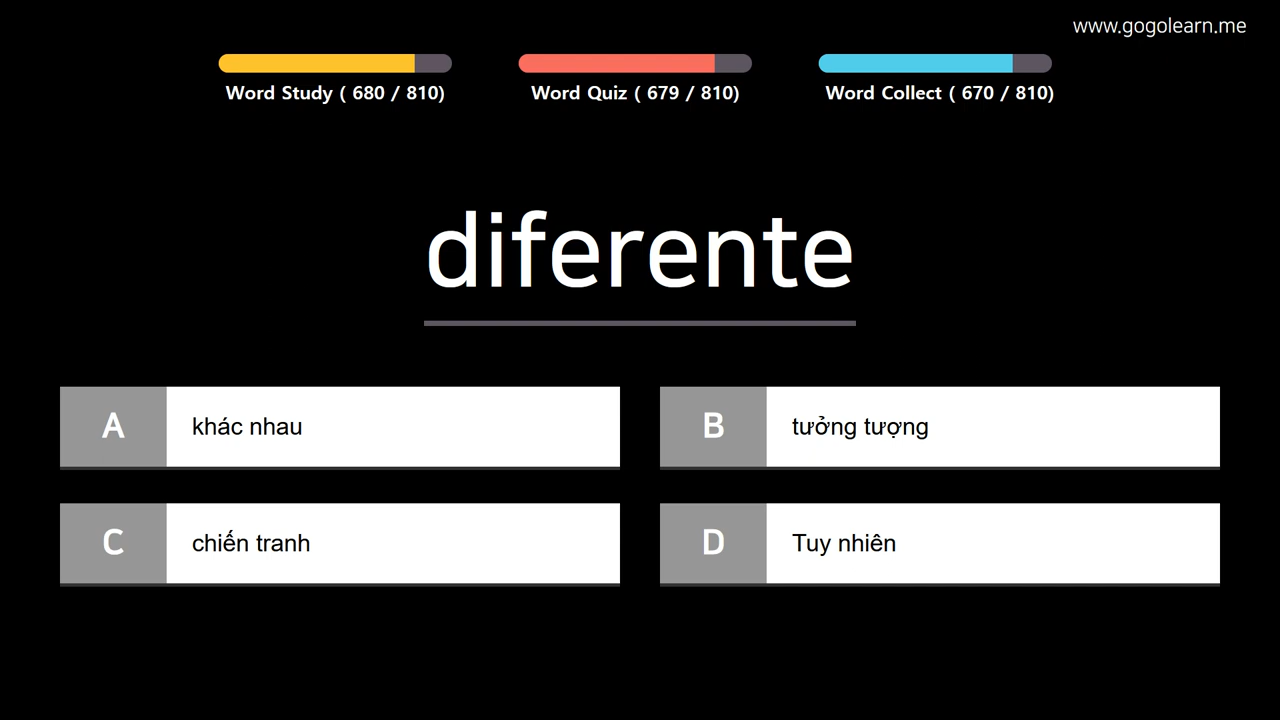 www.gogolearn.me
Word Study ( 680 / 810)
Word Quiz ( 679 / 810)
Word Collect ( 670 / 810)
diferente
A khác nhau
B tưởng tượng
C chiến tranh
D Tuy nhiên